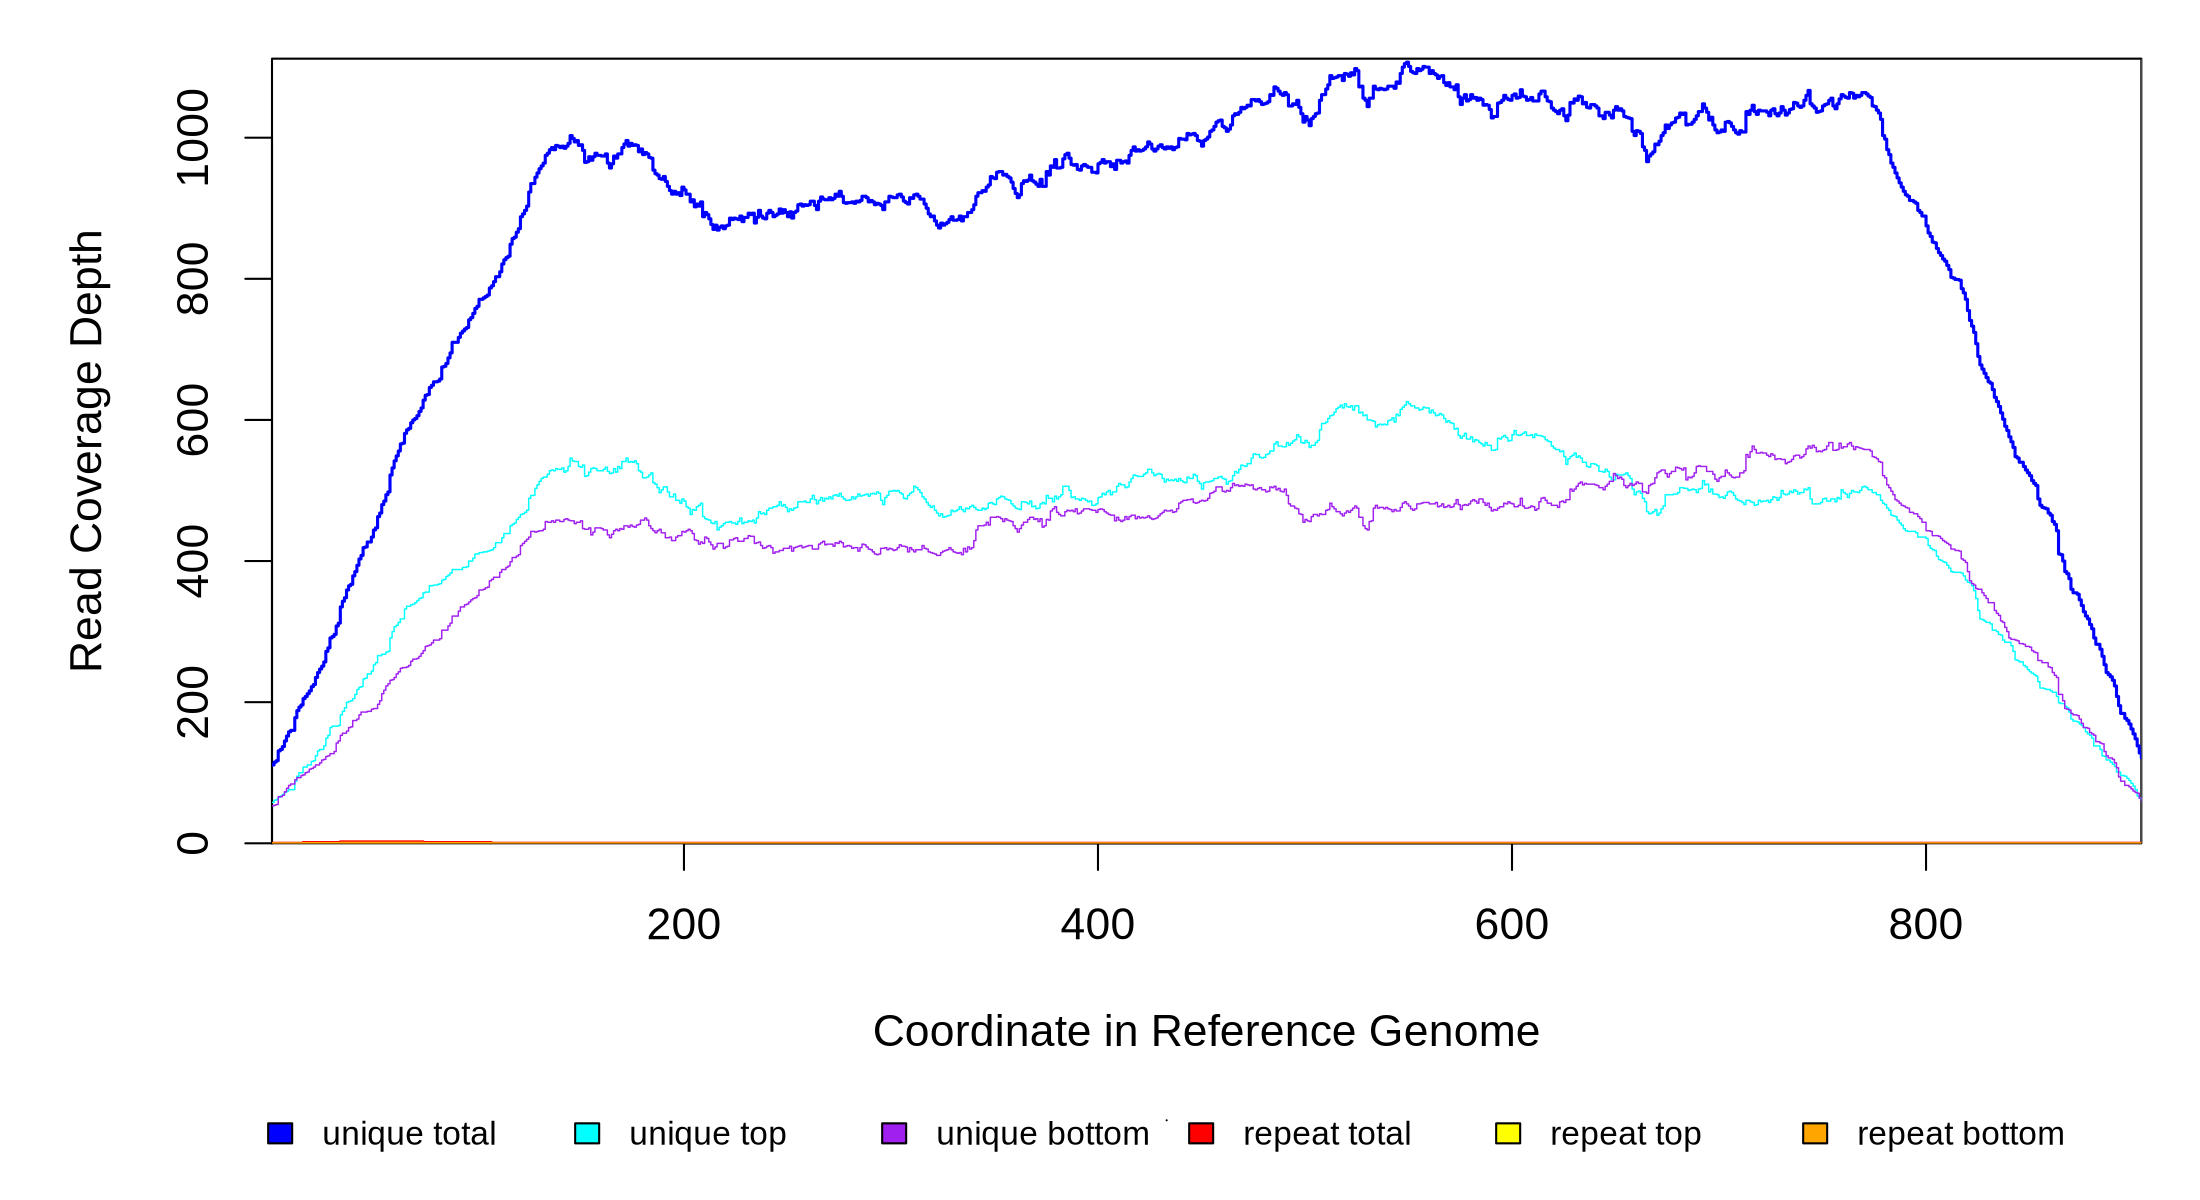 Read Coverage Depth
1000
800
600
400
200
0
200 400 600 800
Coordinate in Reference Genome
unique total unique top unique bottom repeat total repeat top repeat bottom